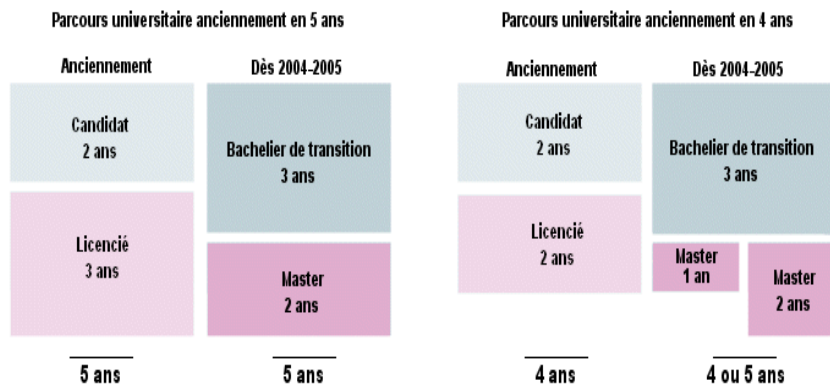 Parcours universitaire anciennement en 5 ans
Anciennement
Dès 2004-2005
Candidat
2 ans
Bachelier de transition
3 ans
Licencié
3 ans
Master
2 ans
5 ans
5 ans
Parcours universitaire anciennement en 4 ans
Anciennement
Dès 2004-2005
Candidat
2 ans
Bachelier de transition
3 ans
Licencié
2 ans
Master
1 an
Master
2 ans
4 ans
4 ou 5 ans